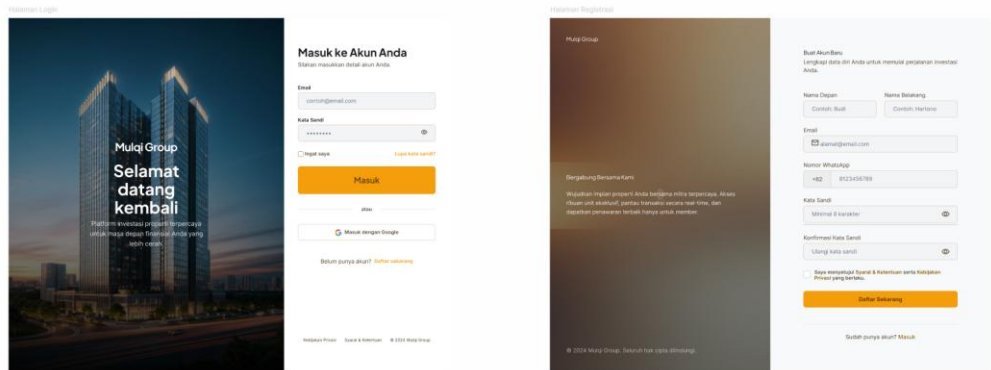 Halaman Login
Mulqi Group
Selamat
datang
kembali
Platform investasi properti terpercaya
untuk masa depan finansial Anda yang
lebih cerah.
Masuk ke Akun Anda
Silakan masukkan detail akun Anda.
Email
contoh@email.com
Kata Sandi
Ingat saya
Lupa kata sandi?
Masuk
atau
Masuk dengan Google
Belum punya akun? Daftar sekarang
Kebijakan Privasi
Syarat & Ketentuan
© 2024 Mulqi Group
Halaman Registrasi
Mulqi Group
Bergabung Bersama Kami
Wujudkan impian properti Anda bersama mitra terpercaya. Akses
ribuan unit eksklusif, pantau transaksi secara real-time, dan
dapatkan penawaran terbaik hanya untuk member.
© 2024 Mulqi Group. Seluruh hak cipta dilindungi.
Buat Akun Baru
Lengkapi data diri Anda untuk memulai perjalanan investasi
Anda.
Nama Depan
Nama Belakang
Contoh: Budi
Contoh: Hartono
Email
alamat@email.com
Nomor WhatsApp
+62
8123456789
Kata Sandi
Minimal 8 karakter
Konfirmasi Kata Sandi
Ulangi kata sandi
Saya menyetujui Syarat & Ketentuan serta Kebijakan
Privasi yang berlaku.
Daftar Sekarang
Sudah punya akun? Masuk